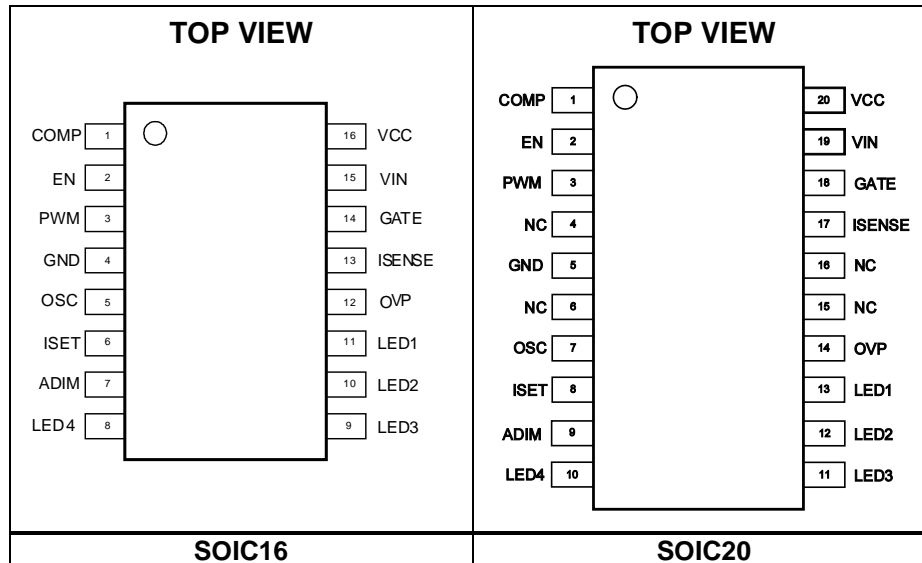 TOP VIEW
COMP 1 16 VCC
EN 2 15 VIN
PWM 3 14 GATE
GND 4 13 ISENSE
OSC 5 12 OVP
ISET 6 11 LED1
ADIM 7 10 LED2
LED4 8 9 LED3
SOIC16
TOP VIEW
COMP 1 20 VCC
EN 2 19 VIN
PWM 3 18 GATE
NC 4 17 ISENSE
GND 5 16 NC
NC 6 15 NC
OSC 7 14 OVP
ISET 8 13 LED1
ADIM 9 12 LED2
LED4 10 11 LED3
SOIC20